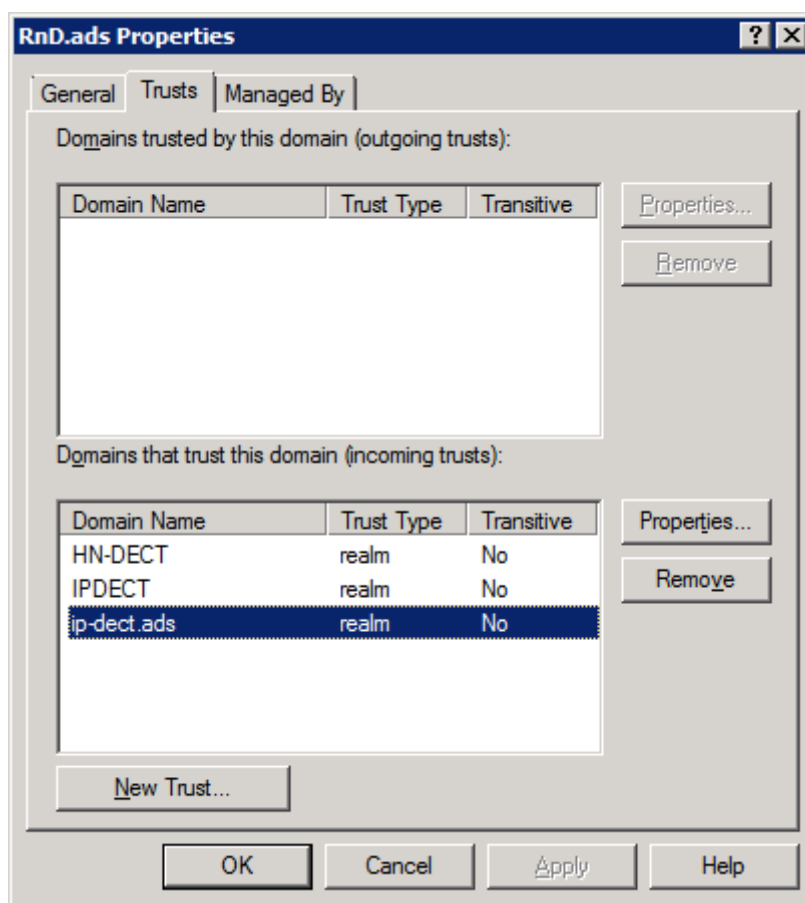 RnD.ads Properties
General Trusts Managed By
Domains trusted by this domain (outgoing trusts):
Domain Name Trust Type Transitive
Properties...
Remove
Domains that trust this domain (incoming trusts):
Domain Name Trust Type Transitive
HN-DECT realm No
IPDECT realm No
ip-dect.ads realm No
Properties...
Remove
New Trust...
OK Cancel Apply Help